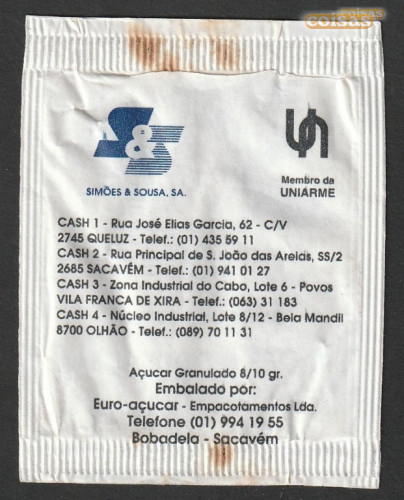 coisas
coisas
S&S
SIMÕES & SOUSA, SA.
Membro da
UNIARME
CASH 1 - Rua José Elias Garcia, 62 - C/V
2745 QUELUZ - Telef.: (01) 435 59 11
CASH 2 - Rua Principal de S. João das Areias, SS/2
2685 SACAVÉM - Telef.: (01) 941 01 27
CASH 3 - Zona Industrial do Cabo, Lote 6 - Povos
VILA FRANCA DE XIRA - Telef.: (063) 31 183
CASH 4 - Núcleo Industrial, Lote 8/12 - Bela Mandil
8700 OLHÃO - Telef.: (089) 70 11 31
Açucar Granulado 8/10 gr.
Embalado por:
Euro-açucar - Empacotamentos Lda.
Telefone (01) 994 19 55
Bobadela - Sacavém